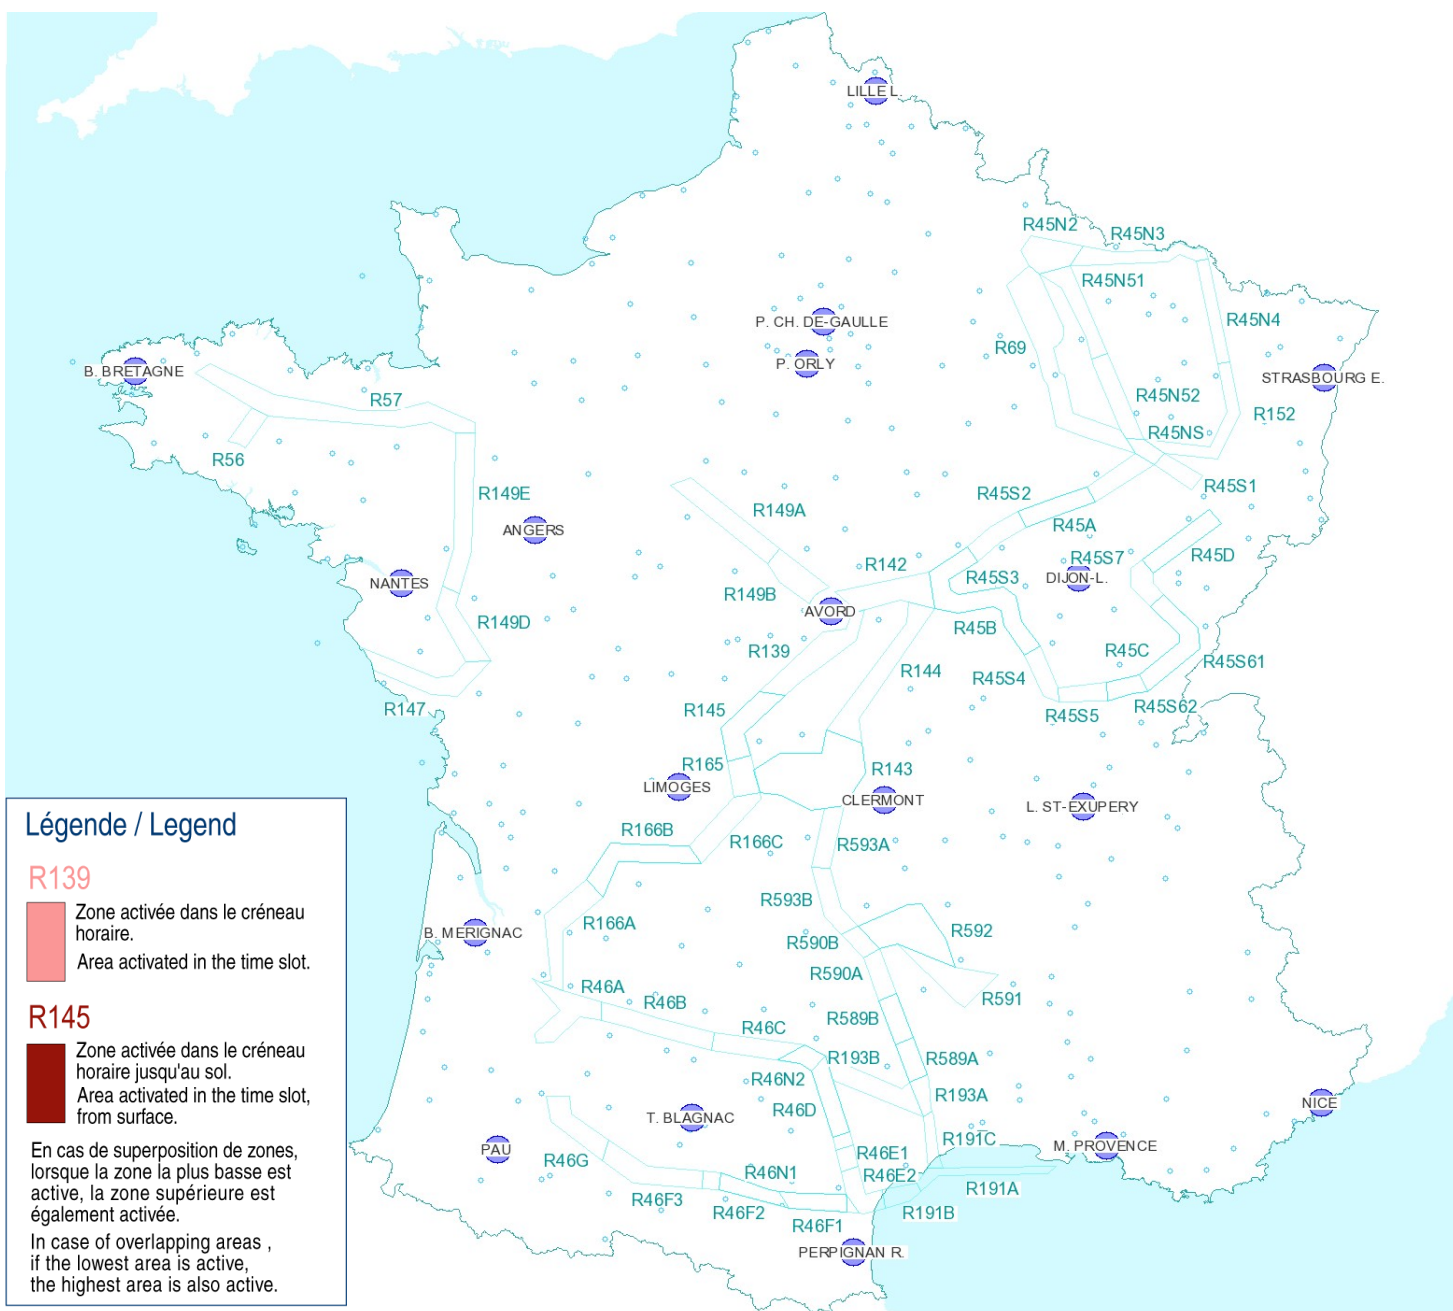 LILLE L.
R45N2
R45N3
R45N51
P. CH. DE-GAULLE
R45N4
R69
P. ORLY
B. BRETAGNE
STRASBOURG E.
R57
R45N52
R152
R45NS
R56
R149E
R45S2
R45S1
R149A
ANGERS
R45A
R45S7
R45D
R142
NANTES
R45S3
DIJON-L.
R149B
AVORD
R149D
R45B
R139
R45C
R45S61
R144
R45S4
R147
R145
R45S5
R45S62
R165
R143
LIMOGES
CLERMONT
L. ST-EXUPERY
R166B
R166C
R593A
R593B
R166A
B. MERIGNAC
R590B
R592
R590A
R46A
R46B
R591
R46C
R589B
R193B
R589A
R46N2
R193A
R46D
T. BLAGNAC
NICE
R191C
PAU
M. PROVENCE
R46G
R46E1
R46N1
R46E2
R191A
R46F3
R46F2
R46F1
R191B
PERPIGNAN R.
Légende / Legend
R139
Zone activée dans le créneau
horaire.
Area activated in the time slot.
R145
Zone activée dans le créneau
horaire jusqu'au sol.
Area activated in the time slot,
from surface.
En cas de superposition de zones,
lorsque la zone la plus basse est
active, la zone supérieure est
également activée.
In case of overlapping areas ,
if the lowest area is active,
the highest area is also active.